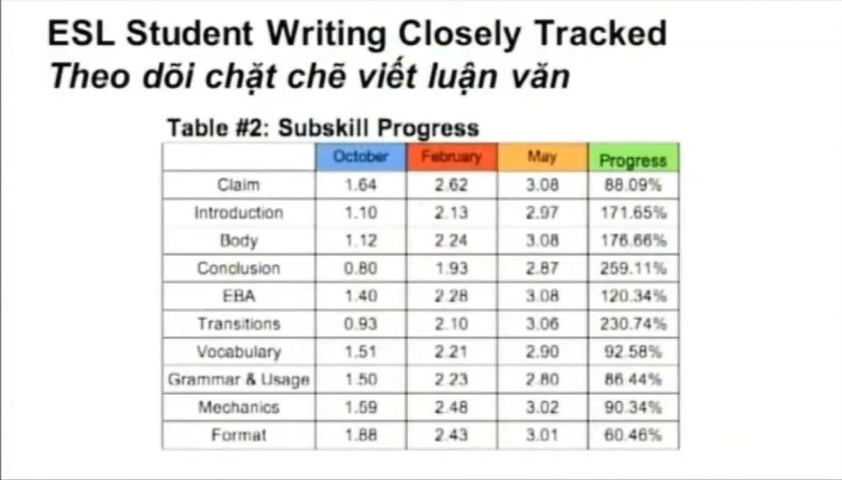 ESL Student Writing Closely Tracked
Theo dõi chặt chẽ viết luận văn
Table #2: Subskill Progress
October February May Progress
Claim 1.64 2.62 3.08 88.09%
Introduction 1.10 2.13 2.97 171.65%
Body 1.12 2.24 3.08 176.66%
Conclusion 0.80 1.93 2.87 259.11%
EBA 1.40 2.28 3.08 120.34%
Transitions 0.93 2.10 3.06 230.74%
Vocabulary 1.51 2.21 2.90 92.58%
Grammar & Usage 1.50 2.23 2.80 86.44%
Mechanics 1.59 2.48 3.02 90.34%
Format 1.88 2.43 3.01 60.46%